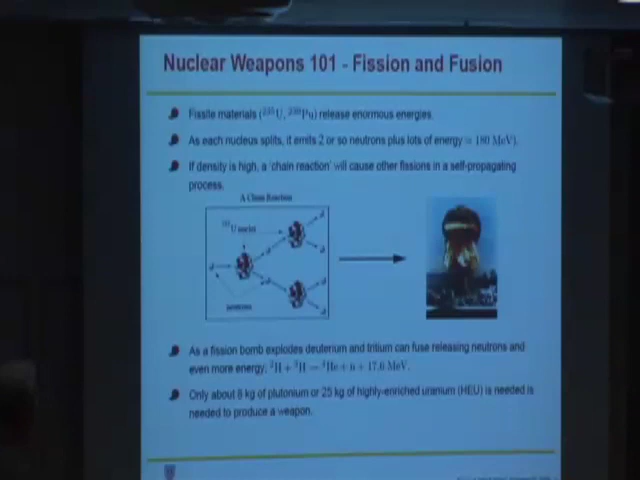 Nuclear Weapons 101 - Fission and Fusion
Fissile materials (²³⁵U, ²³⁹Pu) release enormous energies.
As each nucleus splits, it emits 2 or so neutrons plus lots of energy = 180 MeV).
If density is high, a 'chain reaction' will cause other fissions in a self-propagating
process.
A Chain Reaction
U nuclei
neutrons
As a fission bomb explodes deuterium and tritium can fuse releasing neutrons and
even more energy, ²H + ³H → ⁴He + n + 17.6 MeV.
Only about 8 kg of plutonium or 25 kg of highly-enriched uranium (HEU) is needed is
needed to produce a weapon.